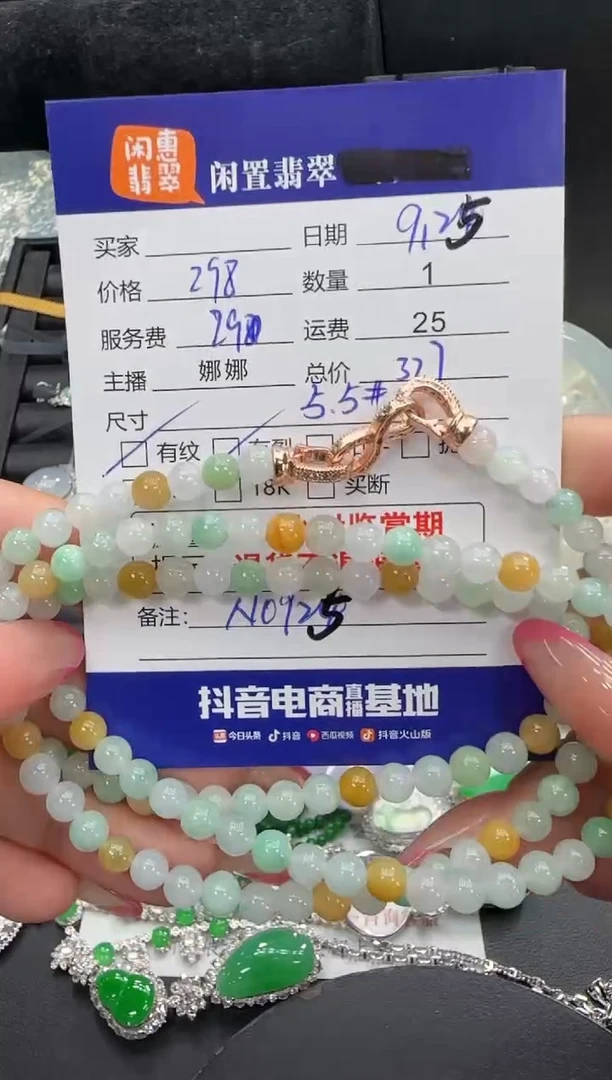 闲惠
翡翠
闲置翡翠
买家
日期 9,25
价格 298
数量 1
服务费 290
运费 25
主播 娜娜
总价 327
尺寸 5.5#
有纹
18K
买断
备注: NO925
抖音电商直播基地
今日头条 抖音 西瓜视频 抖音火山版